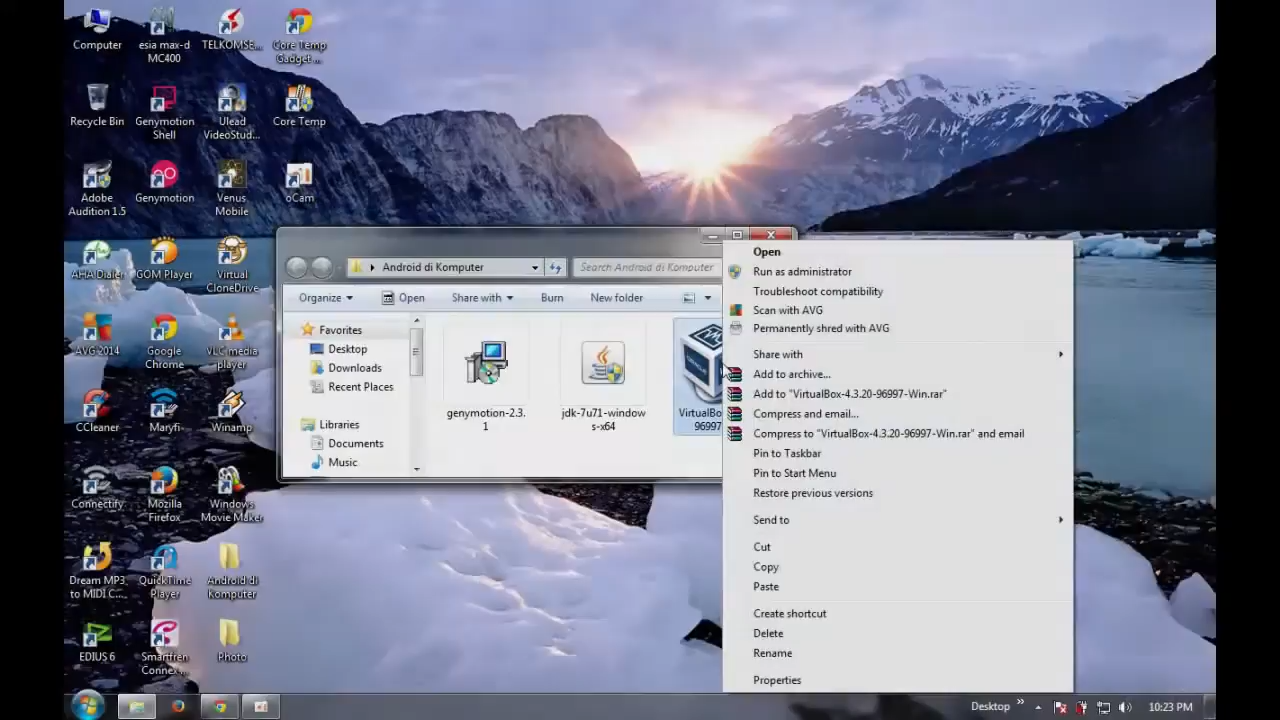 Computer
esia max-d
MC400
TELKOMSE...
Core Temp
Gadget ...
Recycle Bin
Genymotion
Shell
Ulead
VideoStud...
Core Temp
Adobe
Audition 1.5
Genymotion
Venus
Mobile
oCam
AHA Dialer
GOM Player
Virtual
CloneDrive
AVG 2014
Google
Chrome
VLC media
player
CCleaner
Maryfi
Winamp
Connectify
Mozilla
Firefox
Windows
Movie Maker
Dream MP3
to MIDI C...
QuickTime
Player
Android di
Komputer
EDIUS 6
Smartfren
Connex ...
Photo
Android di Komputer
Search Android di Komputer
Organize
Open
Share with
Burn
New folder
Favorites
Desktop
Downloads
Recent Places
Libraries
Documents
Music
genymotion-2.3.
1
jdk-7u71-window
s-x64
VirtualBo
96997
Open
Run as administrator
Troubleshoot compatibility
Scan with AVG
Permanently shred with AVG
Share with
Add to archive...
Add to "VirtualBox-4.3.20-96997-Win.rar"
Compress and email...
Compress to "VirtualBox-4.3.20-96997-Win.rar" and email
Pin to Taskbar
Pin to Start Menu
Restore previous versions
Send to
Cut
Copy
Paste
Create shortcut
Delete
Rename
Properties
Desktop
10:23 PM